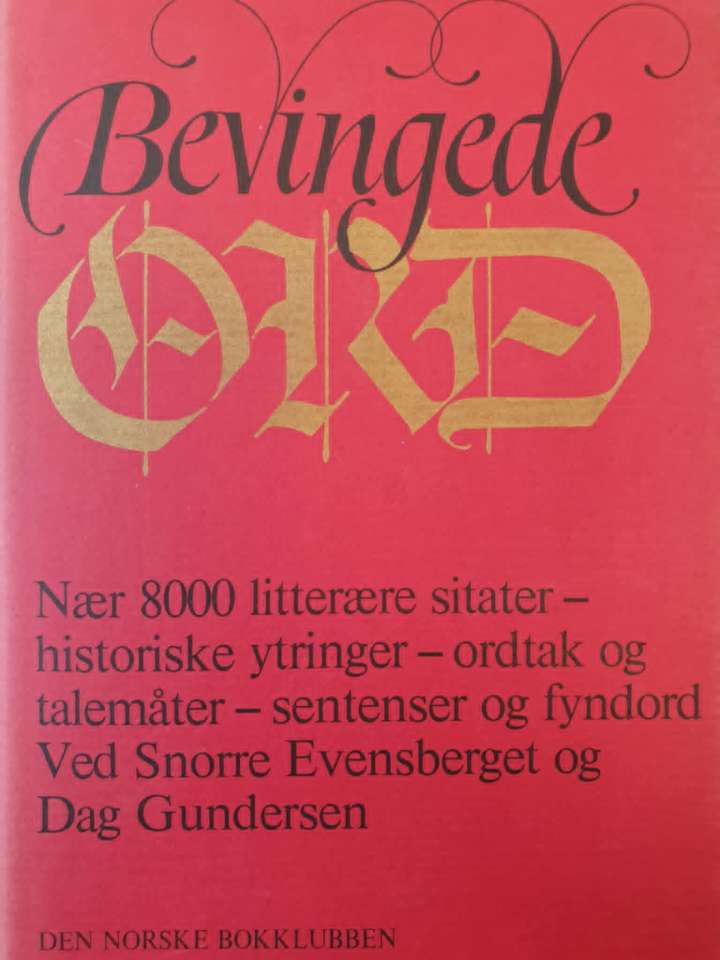 Bevingede
ORD
Nær 8000 litterære sitater –
historiske ytringer – ordtak og
talemåter – sentenser og fyndord
Ved Snorre Evensberget og
Dag Gundersen
DEN NORSKE BOKKLUBBEN